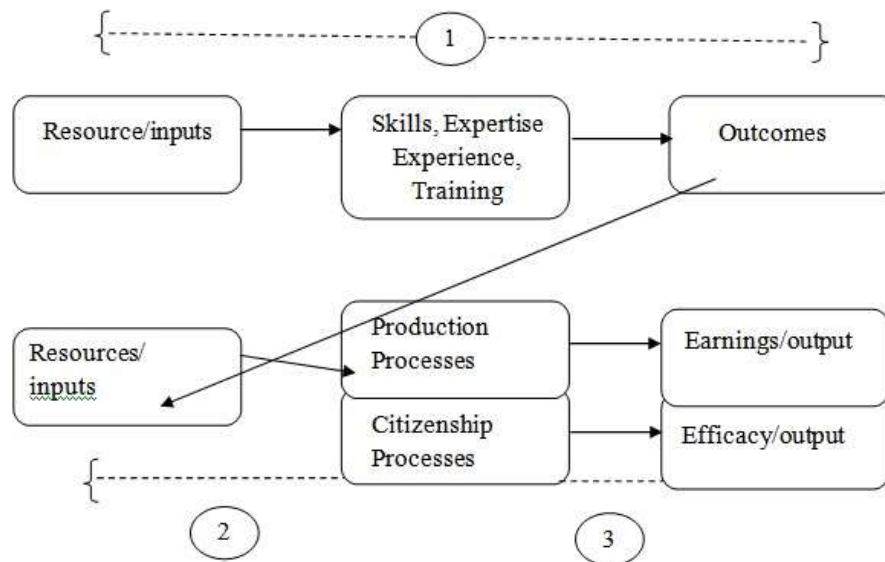 1
Resource/inputs
Skills, Expertise
Experience,
Training
Outcomes
Resources/
inputs
Production
Processes
Earnings/output
Citizenship
Processes
Efficacy/output
2
3